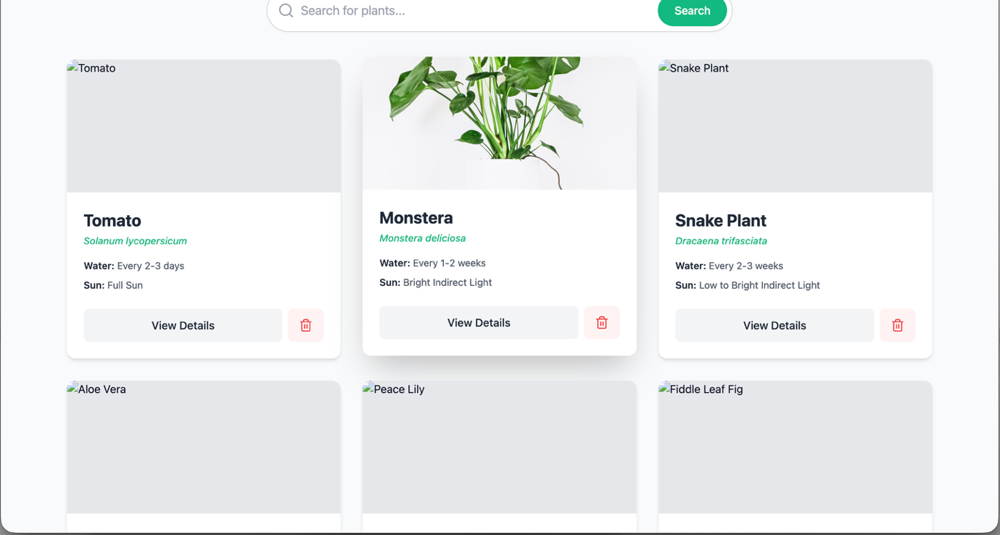 Search for plants...
Search
Tomato
Snake Plant
Tomato
Solanum lycopersicum
Water: Every 2-3 days
Sun: Full Sun
View Details
Monstera
Monstera deliciosa
Water: Every 1-2 weeks
Sun: Bright Indirect Light
View Details
Snake Plant
Dracaena trifasciata
Water: Every 2-3 weeks
Sun: Low to Bright Indirect Light
View Details
Aloe Vera
Peace Lily
Fiddle Leaf Fig